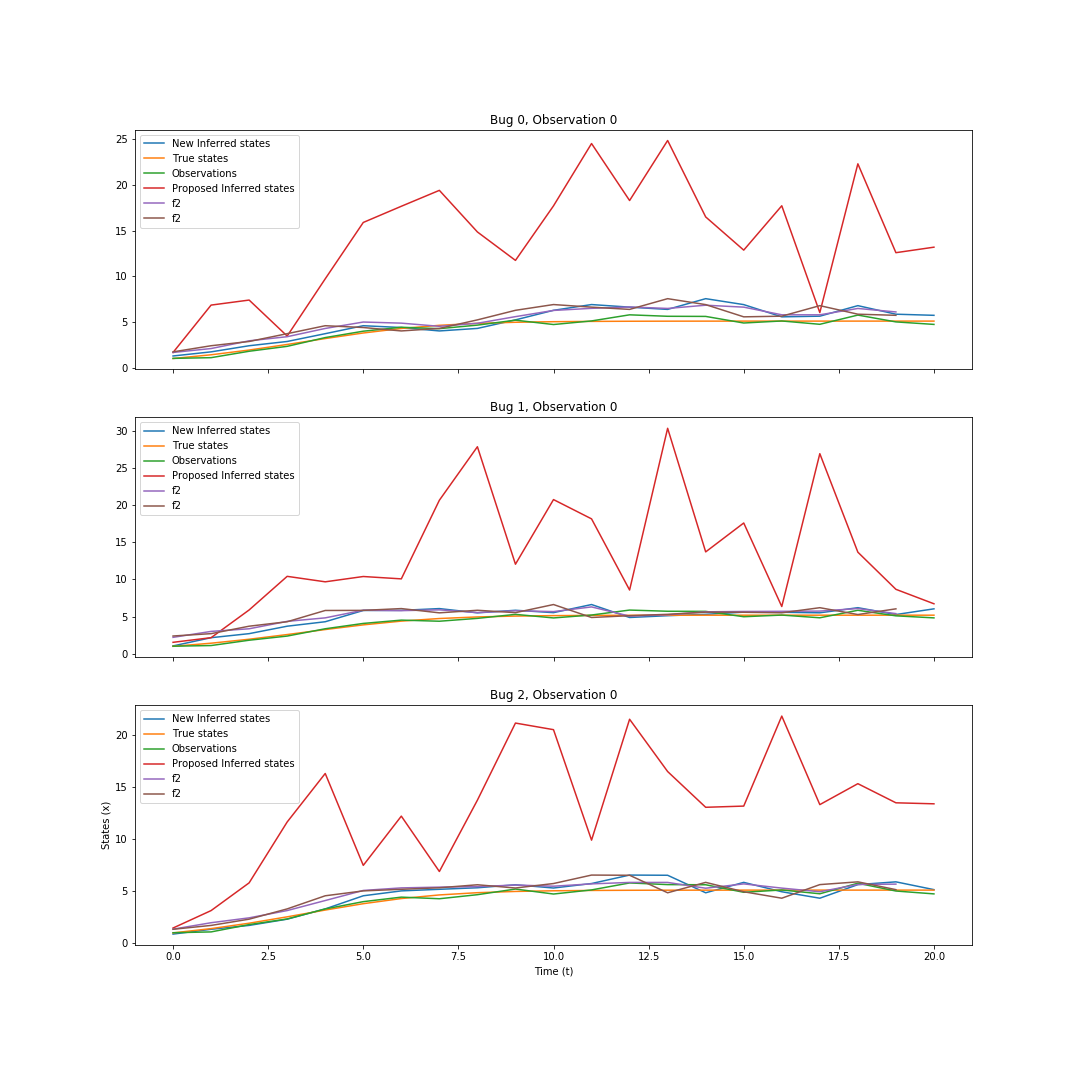 Bug 0, Observation 0
25
20
15
10
5
0
New Inferred states
True states
Observations
Proposed Inferred states
f2
f2
Bug 1, Observation 0
30
25
20
15
10
5
0
New Inferred states
True states
Observations
Proposed Inferred states
f2
f2
Bug 2, Observation 0
20
15
10
5
0
States (x)
New Inferred states
True states
Observations
Proposed Inferred states
f2
f2
0.0 2.5 5.0 7.5 10.0 12.5 15.0 17.5 20.0
Time (t)